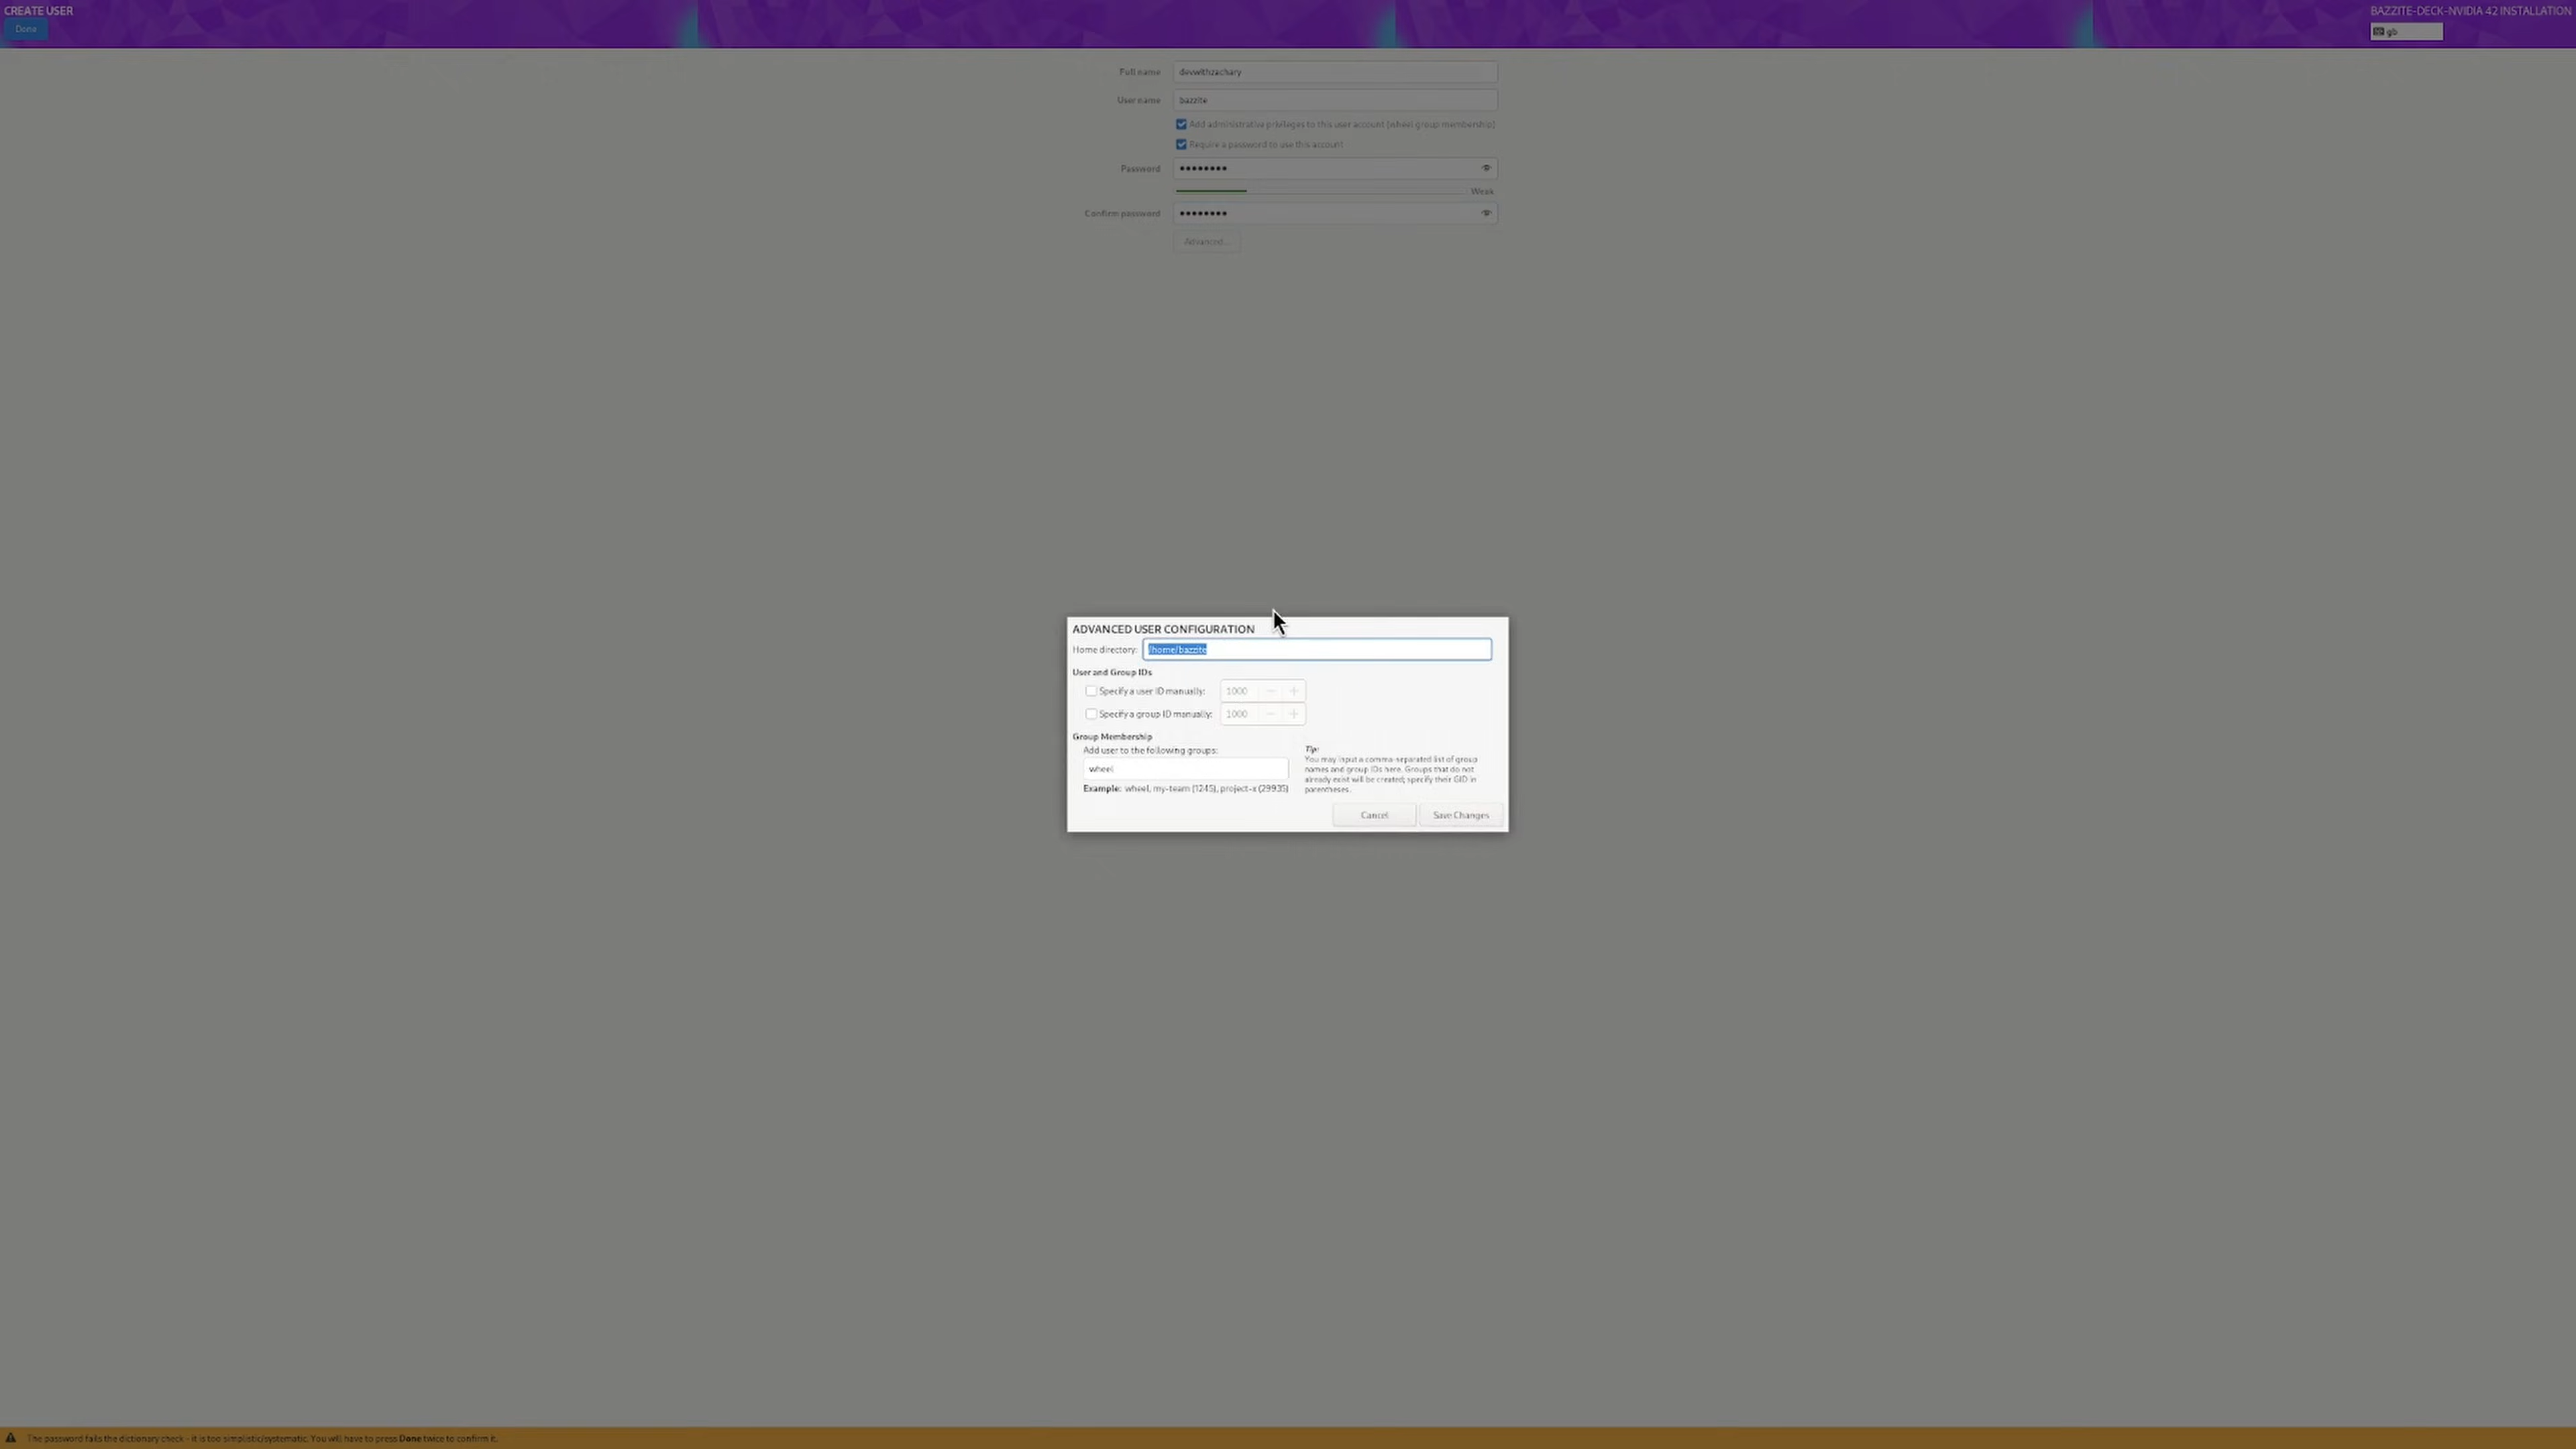 CREATE USER
Done
BAZZITE-DECK-NVIDIA 42 INSTALLATION
gb
Full name
devwithzachary
User name
bazzite
Add administrative privileges to this user account (wheel group membership)
Require a password to use this account
Password
Weak
Confirm password
Advanced...
ADVANCED USER CONFIGURATION
Home directory: /home/bazzite
User and Group IDs
Specify a user ID manually: 1000 − +
Specify a group ID manually: 1000 − +
Group Membership
Add user to the following groups:
wheel
Example: wheel, my-team (1245), project-x (29935)
Tip:
You may input a comma-separated list of group
names and group IDs here. Groups that do not
already exist will be created; specify their GID in
parentheses.
Cancel
Save Changes
The password fails the dictionary check - it is too simplistic/systematic. You will have to press Done twice to confirm it.